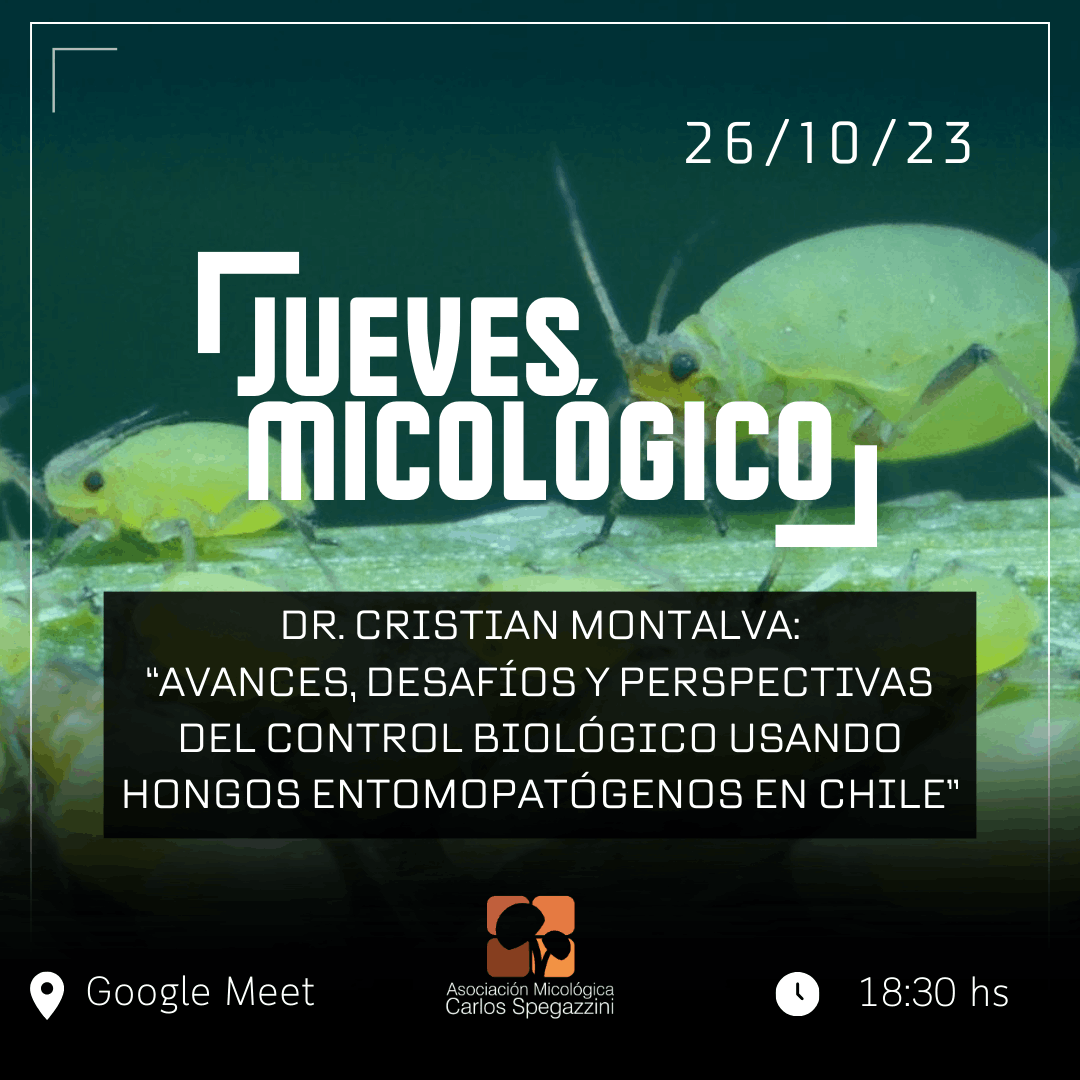 26/10/23
JUEVES
MICOLÓGICO
DR. CRISTIAN MONTALVA:
“AVANCES, DESAFÍOS Y PERSPECTIVAS
DEL CONTROL BIOLÓGICO USANDO
HONGOS ENTOMOPATÓGENOS EN CHILE”
Google Meet
Asociación Micológica
Carlos Spegazzini
18:30 hs